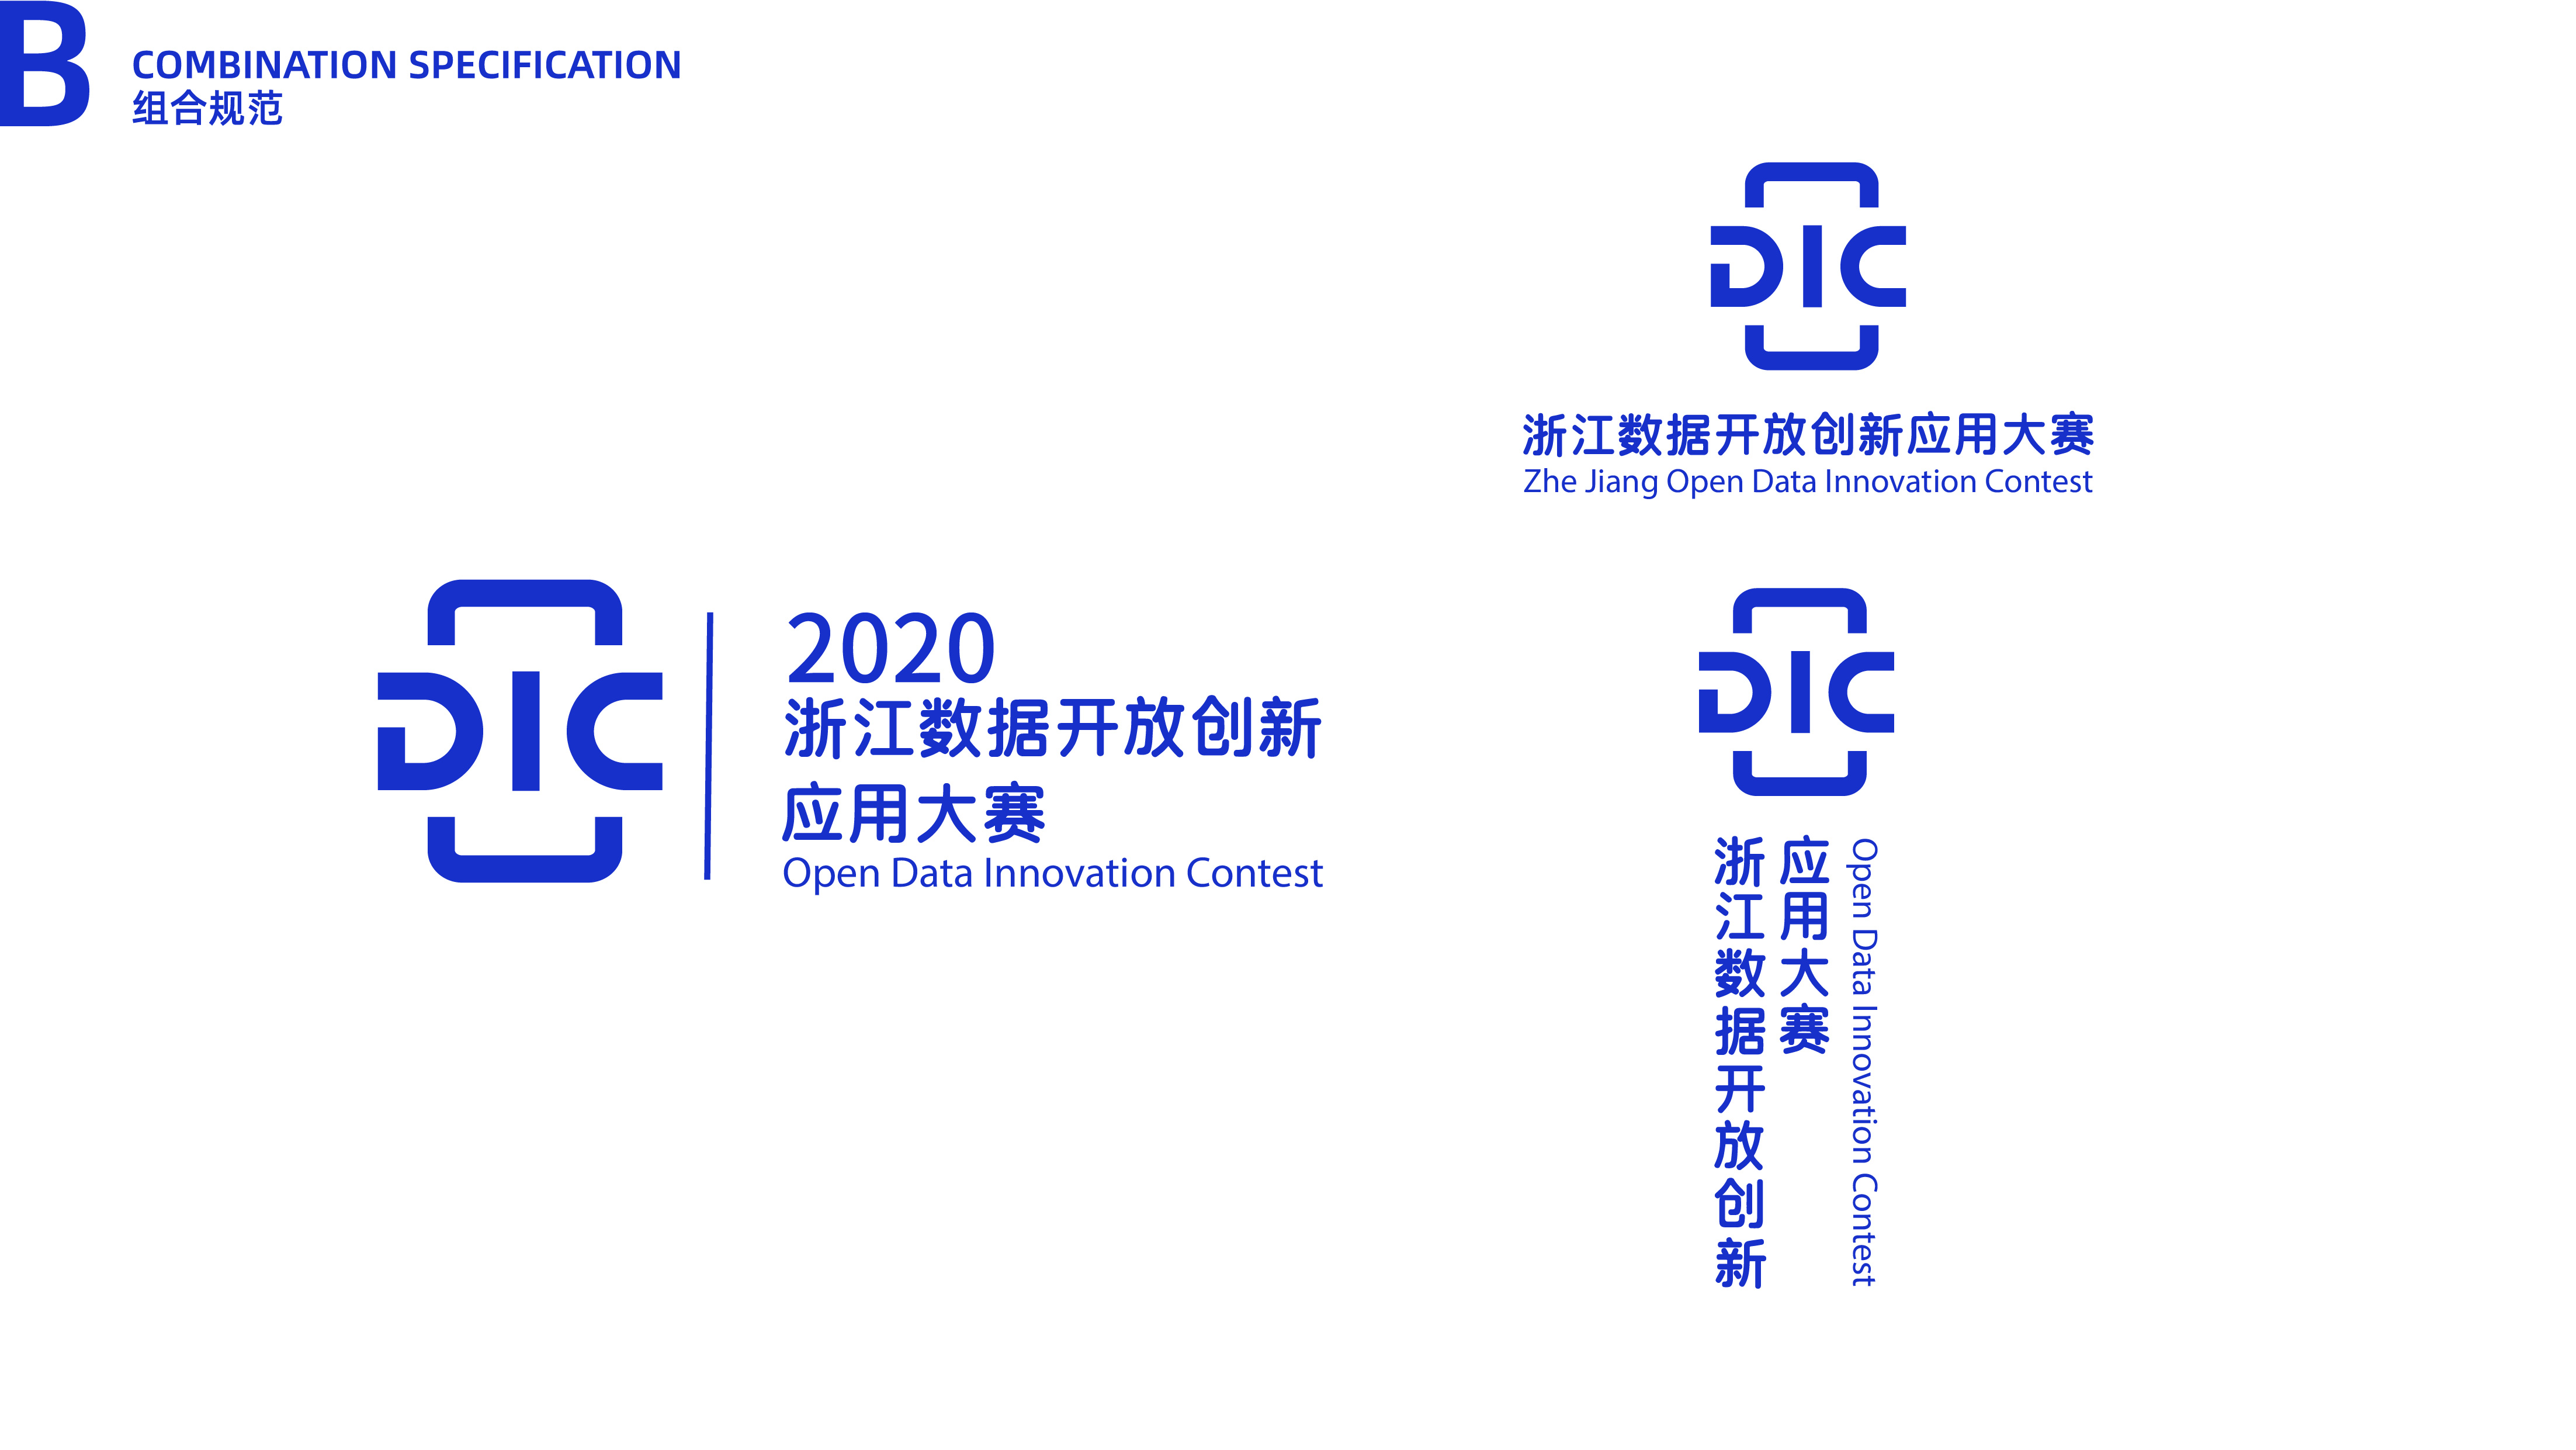 B
COMBINATION SPECIFICATION
组合规范
DIC
2020
浙江数据开放创新
应用大赛
Open Data Innovation Contest
DIC
浙江数据开放创新应用大赛
Zhe Jiang Open Data Innovation Contest
DIC
浙江数据开放创新
应用大赛
Open Data Innovation Contest